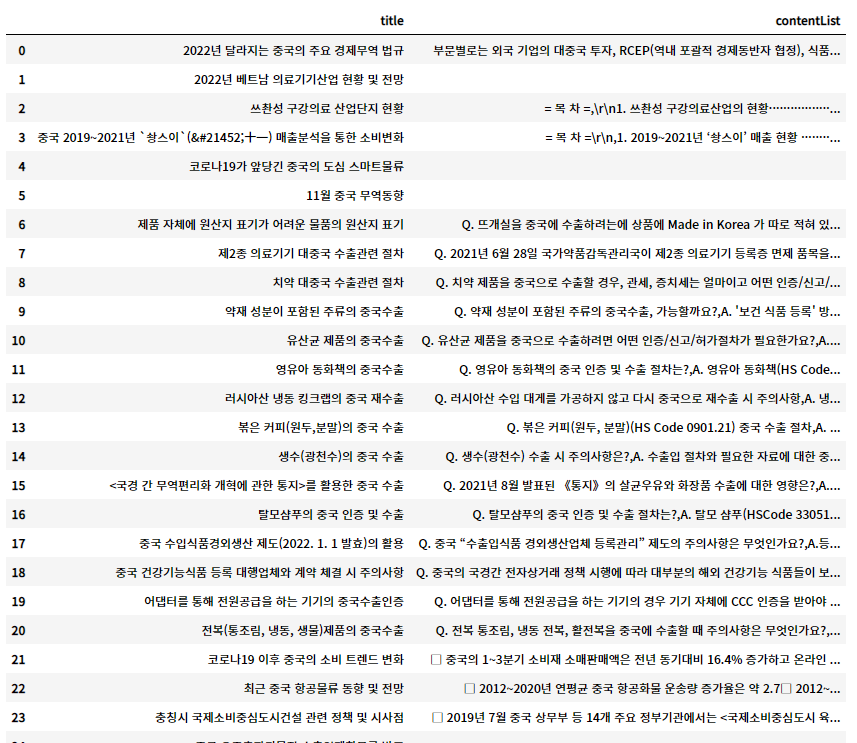 title contentList
0 2022년 달라지는 중국의 주요 경제무역 법규 부문별로는 외국 기업의 대중국 투자, RCEP(역내 포괄적 경제동반자 협정), 식품...
1 2022년 베트남 의료기기산업 현황 및 전망
2 쓰촨성 구강의료 산업단지 현황 = 목 차 =,\r\n1. 쓰촨성 구강의료산업의 현황·················...
3 중국 2019~2021년 `솽스이`(&#21452;十一) 매출분석을 통한 소비변화 = 목 차 =\r\n,1. 2019~2021년 ‘솽스이’ 매출 현황 ········...
4 코로나19가 앞당긴 중국의 도심 스마트물류
5 11월 중국 무역동향
6 제품 자체에 원산지 표기가 어려운 물품의 원산지 표기 Q. 뜨개실을 중국에 수출하려는에 상품에 Made in Korea 가 따로 적혀 있...
7 제2종 의료기기 대중국 수출관련 절차 Q. 2021년 6월 28일 국가약품감독관리국이 제2종 의료기기 등록증 면제 품목을...
8 치약 대중국 수출관련 절차 Q. 치약 제품을 중국으로 수출할 경우, 관세, 증치세는 얼마이고 어떤 인증/신고/...
9 약재 성분이 포함된 주류의 중국수출 Q. 약재 성분이 포함된 주류의 중국수출, 가능할까요?,A. '보건 식품 등록' 방...
10 유산균 제품의 중국수출 Q. 유산균 제품을 중국으로 수출하려면 어떤 인증/신고/허가절차가 필요한가요?,A....
11 영유아 동화책의 중국수출 Q. 영유아 동화책의 중국 인증 및 수출 절차는?,A. 영유아 동화책(HS Code...
12 러시아산 냉동 킹크랩의 중국 재수출 Q. 러시아산 수입 대게를 가공하지 않고 다시 중국으로 재수출 시 주의사항,A. 냉...
13 볶은 커피(원두,분말)의 중국 수출 Q. 볶은 커피(원두, 분말)(HS Code 0901.21) 중국 수출 절차,A. ...
14 생수(광천수)의 중국 수출 Q. 생수(광천수) 수출 시 주의사항은?,A. 수출입 절차와 필요한 자료에 대한 중...
15 <국경 간 무역편리화 개혁에 관한 통지>를 활용한 중국 수출 Q. 2021년 8월 발표된 《통지》의 살균우유와 화장품 수출에 대한 영향은?,A....
16 탈모샴푸의 중국 인증 및 수출 Q. 탈모샴푸의 중국 인증 및 수출 절차는?,A. 탈모 샴푸(HSCode 33051...
17 중국 수입식품경외생산 제도(2022. 1. 1 발효)의 활용 Q. 중국 “수출입식품 경외생산업체 등록관리” 제도의 주의사항은 무엇인가요?,A.등...
18 중국 건강기능식품 등록 대행업체와 계약 체결 시 주의사항 Q. 중국의 국경간 전자상거래 정책 시행에 따라 대부분의 해외 건강기능 식품들이 보...
19 어댑터를 통해 전원공급을 하는 기기의 중국수출인증 Q. 어댑터를 통해 전원공급을 하는 기기의 경우 기기 자체에 CCC 인증을 받아야 ...
20 전복(통조림, 냉동, 생물)제품의 중국수출 Q. 전복 통조림, 냉동 전복, 활전복을 중국에 수출할 때 주의사항은 무엇인가요?,...
21 코로나19 이후 중국의 소비 트렌드 변화 □ 중국의 1~3분기 소비재 소매판매액은 전년 동기대비 16.4% 증가하고 온라인 ...
22 최근 중국 항공물류 동향 및 전망 □ 2012~2020년 연평균 중국 항공화물 운송량 증가율은 약 2.7□ 2012~...
23 충칭시 국제소비중심도시건설 관련 정책 및 시사점 □ 2019년 7월 중국 상무부 등 14개 주요 정부기관에서는 <국제소비중심도시 육...